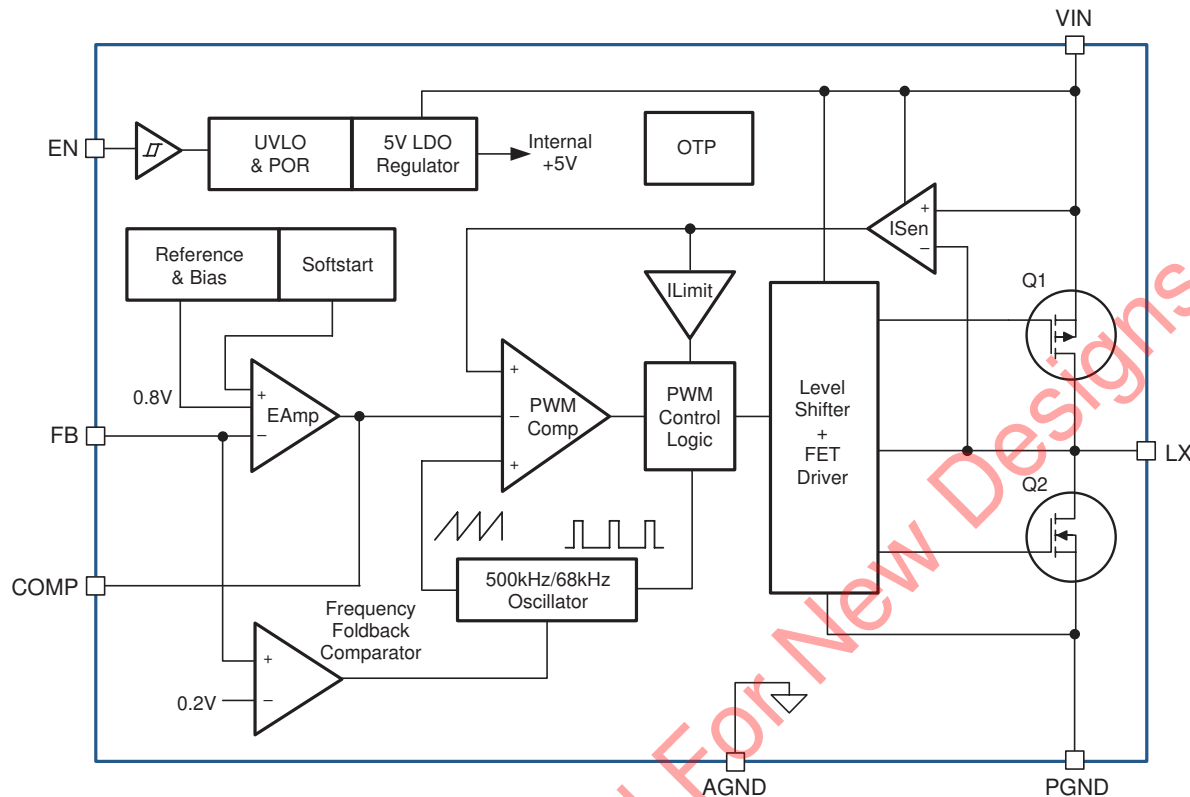 VIN
EN
UVLO
& POR
5V LDO
Regulator
Internal
+5V
OTP
+
ISen
−
Reference
& Bias
Softstart
ILimit
Q1
+
0.8V
EAmp
−
FB
+
−
PWM
Comp
+
PWM
Control
Logic
Level
Shifter
+
FET
Driver
LX
Q2
COMP
500kHz/68kHz
Oscillator
Frequency
Foldback
Comparator
+
0.2V
−
AGND
PGND
For New Designs